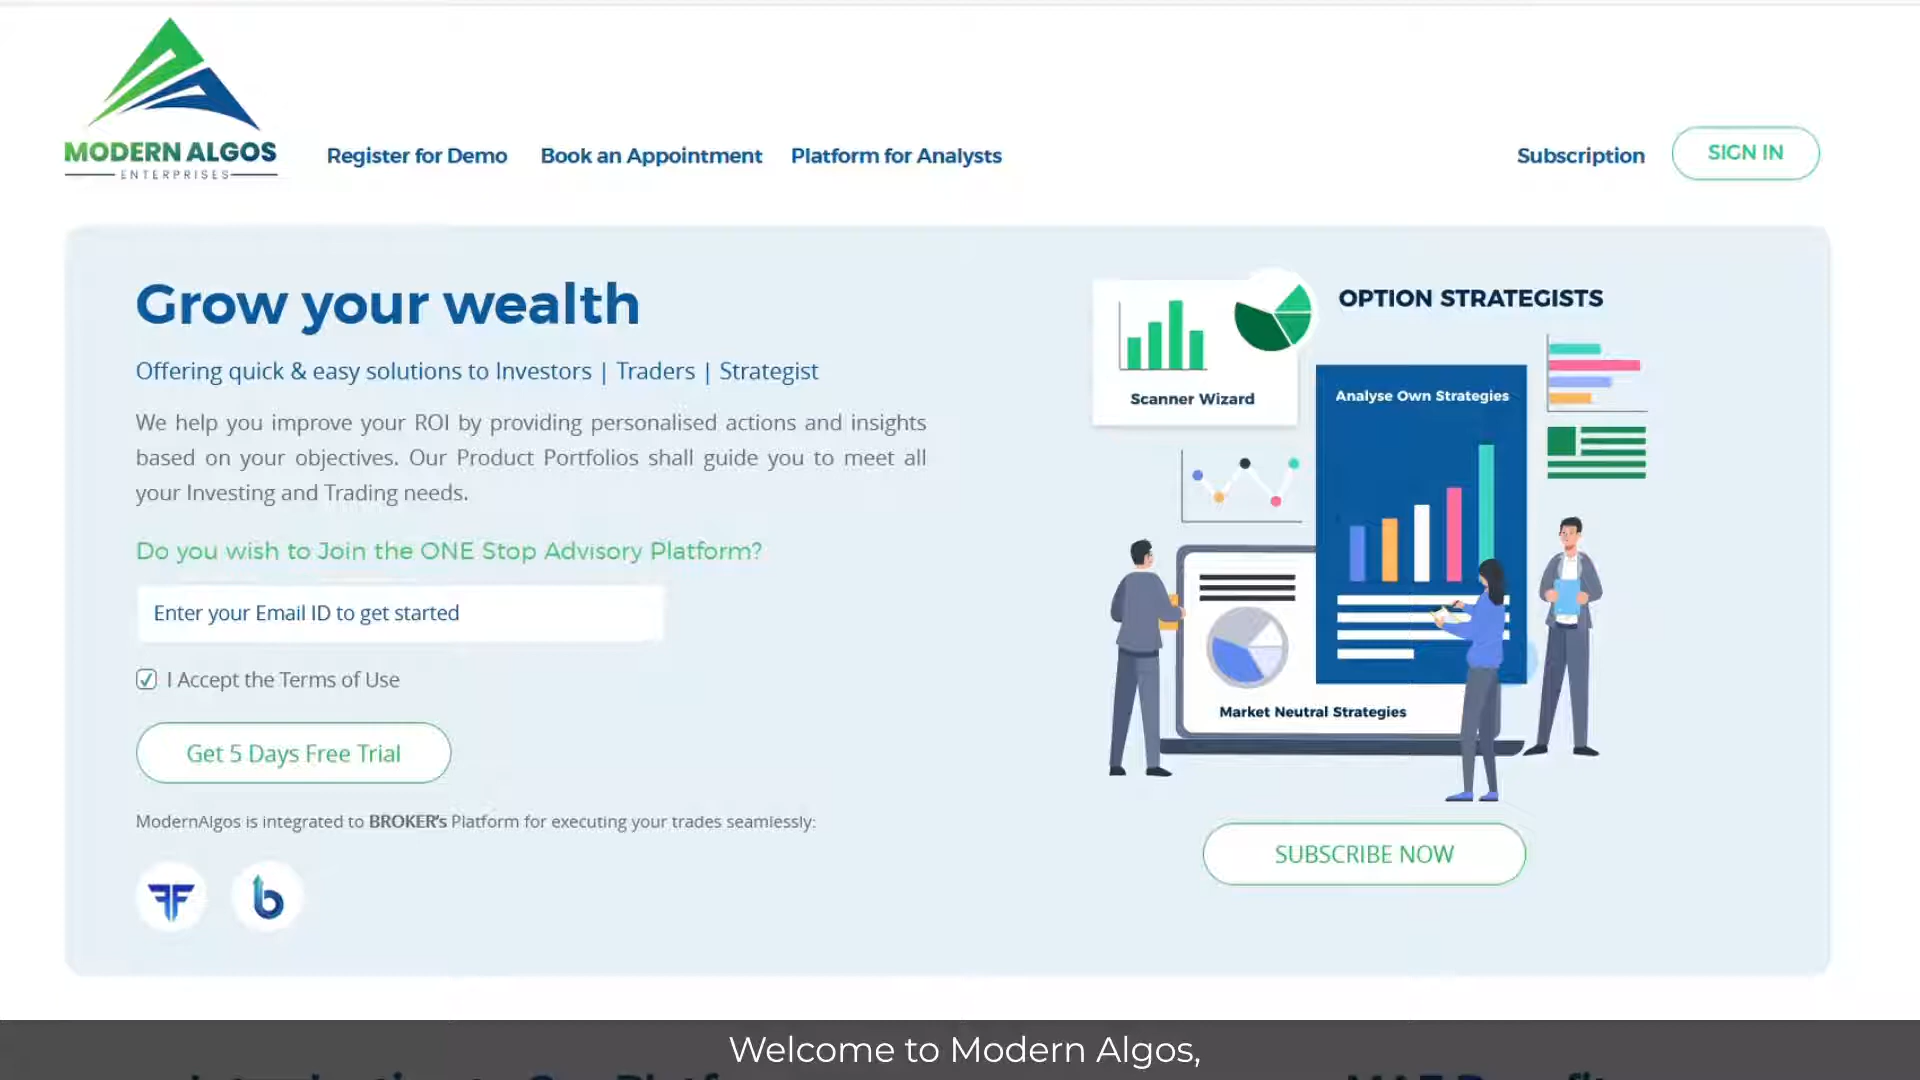 MODERN ALGOS
ENTERPRISES
Register for Demo
Book an Appointment
Platform for Analysts
Subscription
SIGN IN
Grow your wealth
Offering quick & easy solutions to Investors | Traders | Strategist
We help you improve your ROI by providing personalised actions and insights
based on your objectives. Our Product Portfolios shall guide you to meet all
your Investing and Trading needs.
Do you wish to Join the ONE Stop Advisory Platform?
Enter your Email ID to get started
I Accept the Terms of Use
Get 5 Days Free Trial
ModernAlgos is integrated to BROKER's Platform for executing your trades seamlessly:
OPTION STRATEGISTS
Scanner Wizard
Analyse Own Strategies
Market Neutral Strategies
SUBSCRIBE NOW
Welcome to Modern Algos,